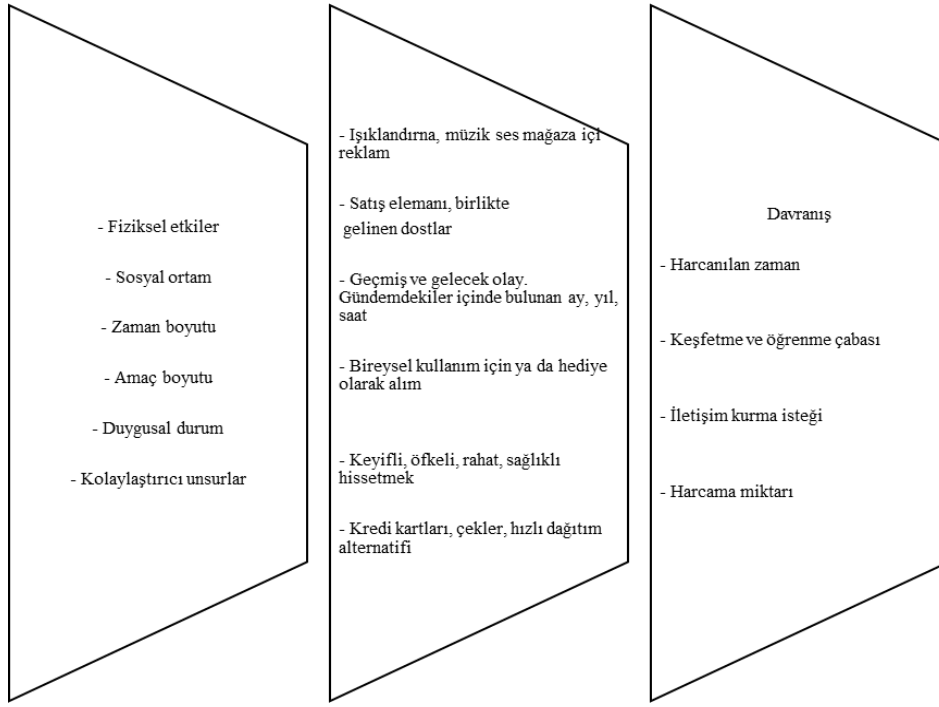 - Fiziksel etkiler
- Sosyal ortam
- Zaman boyutu
- Amaç boyutu
- Duygusal durum
- Kolaylaştırıcı unsurlar
- Işıklandırna, müzik ses mağaza içi
reklam
- Satış elemanı, birlikte
gelinen dostlar
- Geçmiş ve gelecek olay.
Gündemdekiler içinde bulunan ay, yıl,
saat
- Bireysel kullanım için ya da hediye
olarak alım
- Keyifli, öfkeli, rahat, sağlıklı
hissetmek
- Kredi kartları, çekler, hızlı dağıtım
alternatifi
Davranış
- Harcanılan zaman
- Keşfetme ve öğrenme çabası
- İletişim kurma isteği
- Harcama miktarı